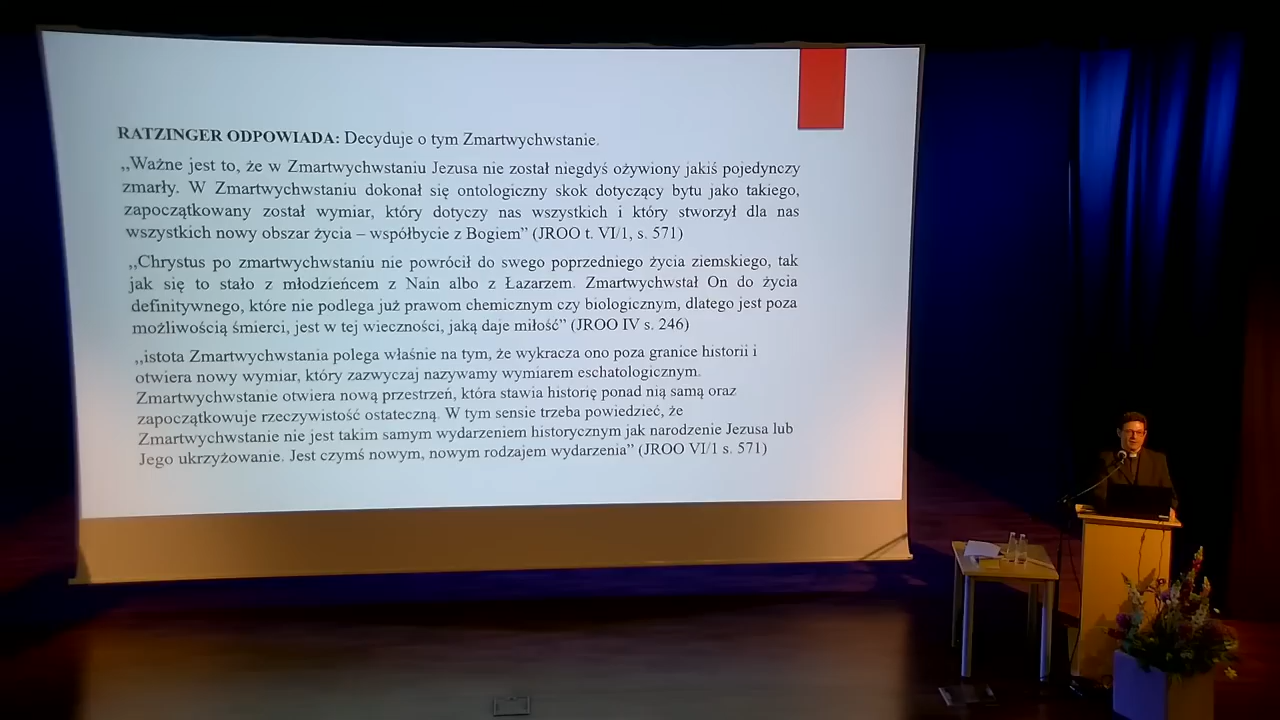 RATZINGER ODPOWIADA: Decyduje o tym Zmartwychwstanie.
„Ważne jest to, że w Zmartwychwstaniu Jezusa nie został niegdyś ożywiony jakiś pojedynczy
zmarły. W Zmartwychwstaniu dokonał się ontologiczny skok dotyczący bytu jako takiego,
zapoczątkowany został wymiar, który dotyczy nas wszystkich i który stworzył dla nas
wszystkich nowy obszar życia – współbycie z Bogiem” (JROO t. VI/1, s. 571)
„Chrystus po zmartwychwstaniu nie powrócił do swego poprzedniego życia ziemskiego, tak
jak się to stało z młodzieńcem z Nain albo z Łazarzem. Zmartwychwstał On do życia
definitywnego, które nie podlega już prawom chemicznym czy biologicznym, dlatego jest poza
możliwością śmierci, jest w tej wieczności, jaką daje miłość” (JROO IV s. 246)
„istota Zmartwychwstania polega właśnie na tym, że wykracza ono poza granice historii i
otwiera nowy wymiar, który zazwyczaj nazywamy wymiarem eschatologicznym.
Zmartwychwstanie otwiera nową przestrzeń, która stawia historię ponad nią samą oraz
zapoczątkowuje rzeczywistość ostateczną. W tym sensie trzeba powiedzieć, że
Zmartwychwstanie nie jest takim samym wydarzeniem historycznym jak narodzenie Jezusa lub
Jego ukrzyżowanie. Jest czymś nowym, nowym rodzajem wydarzenia” (JROO VI/1 s. 571)